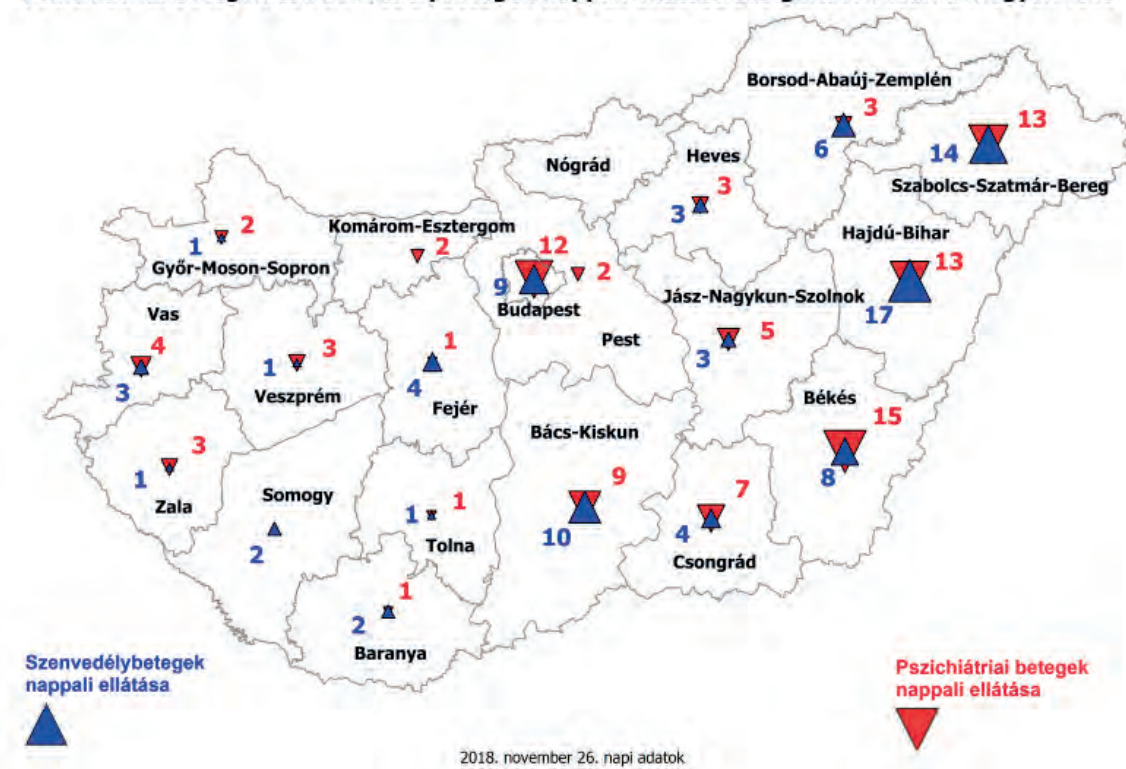 Borsod-Abaúj-Zemplén
3
6
13
14
Szabolcs-Szatmár-Bereg
Nógrád
Heves
3
3
Hajdú-Bihar
13
17
2
1
Győr-Moson-Sopron
Komárom-Esztergom
2
12
9
Budapest
2
Pest
Jász-Nagykun-Szolnok
5
3
Vas
4
3
3
1
Veszprém
1
4
Fejér
Békés
15
8
Bács-Kiskun
9
10
7
4
Csongrád
3
1
Zala
Somogy
2
1
1
Tolna
1
2
Baranya
Szenvedélybetegek
nappali ellátása
Pszichiátriai betegek
nappali ellátása
2018. november 26. napi adatok